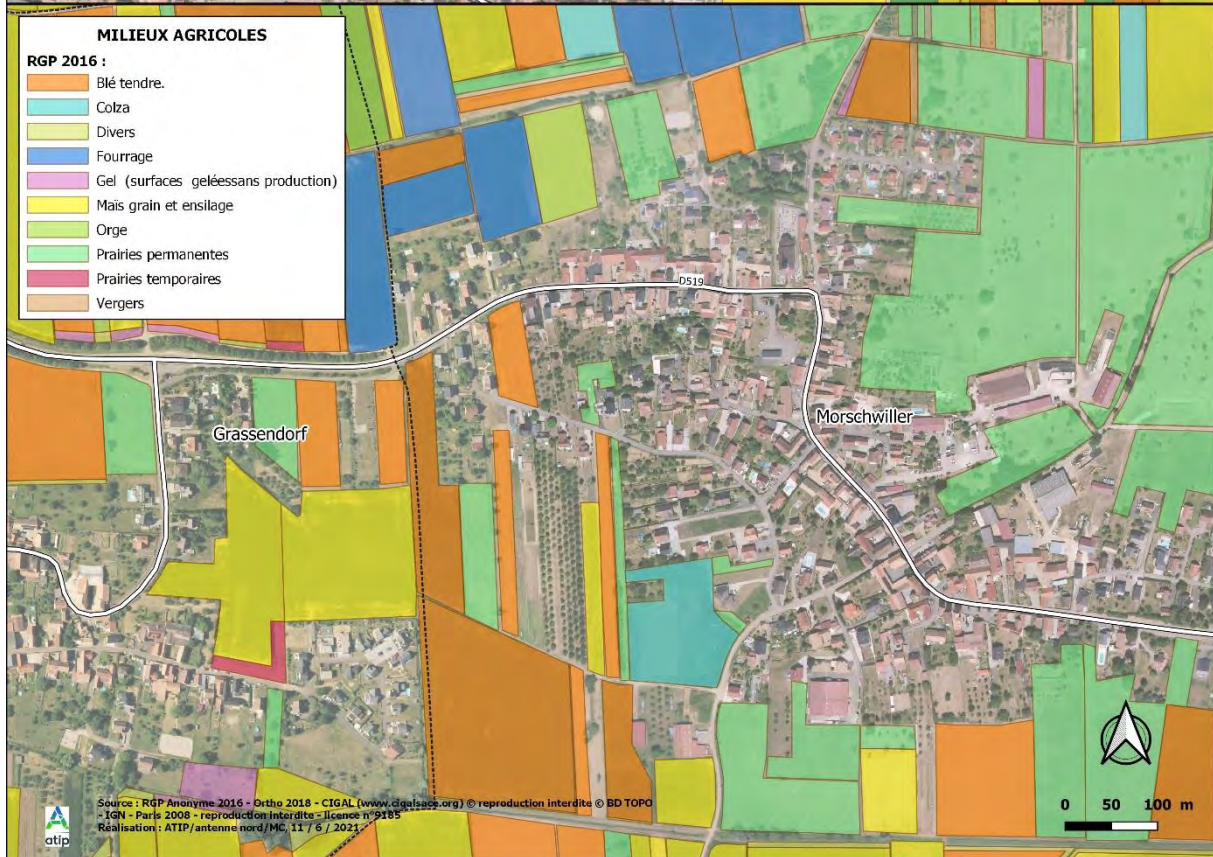 MILIEUX AGRICOLES
RGP 2016 :
Blé tendre.
Colza
Divers
Fourrage
Gel (surfaces geléessans production)
Maïs grain et ensilage
Orge
Prairies permanentes
Prairies temporaires
Vergers
D519
Grassendorf
Morschwiller
atip
Source : RGP Anonyme 2016 - Ortho 2018 - CIGAL (www.cigalsace.org) © reproduction interdite © BD TOPO
- IGN - Paris 2008 - reproduction interdite - licence n°9185
Réalisation : ATIP/antenne nord/MC, 11 / 6 / 2021
0 50 100 m